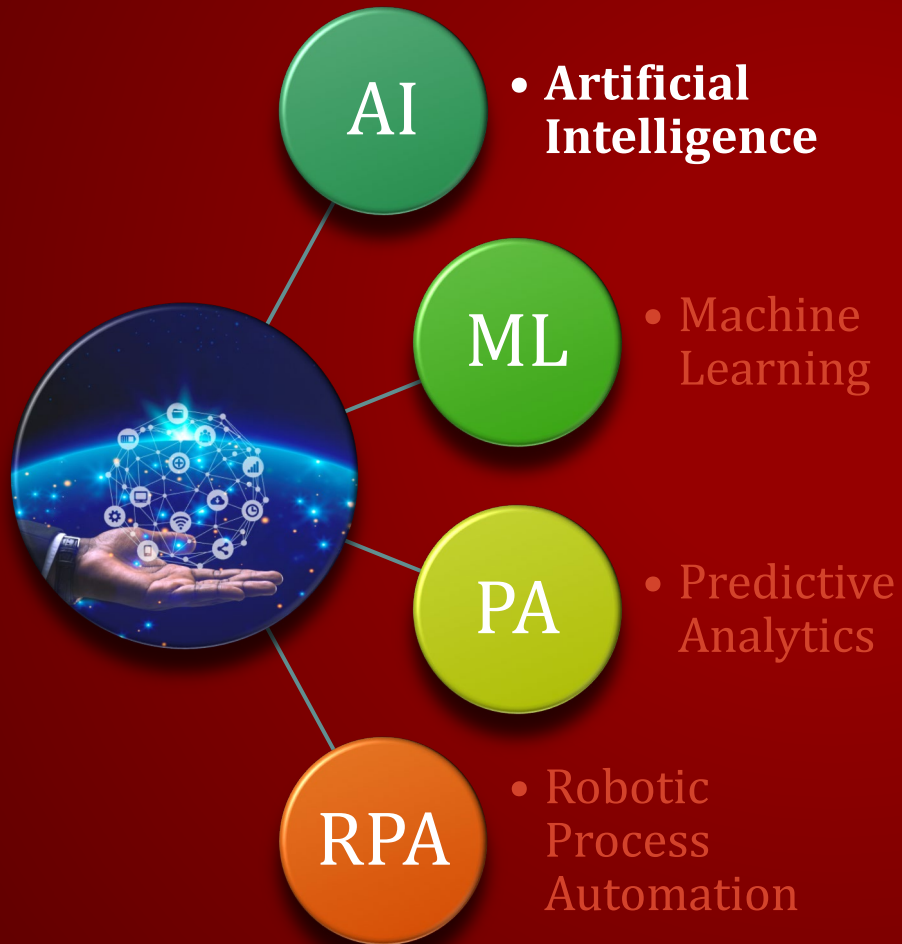 AI
• Artificial
Intelligence
ML
• Machine
Learning
PA
• Predictive
Analytics
RPA
• Robotic
Process
Automation